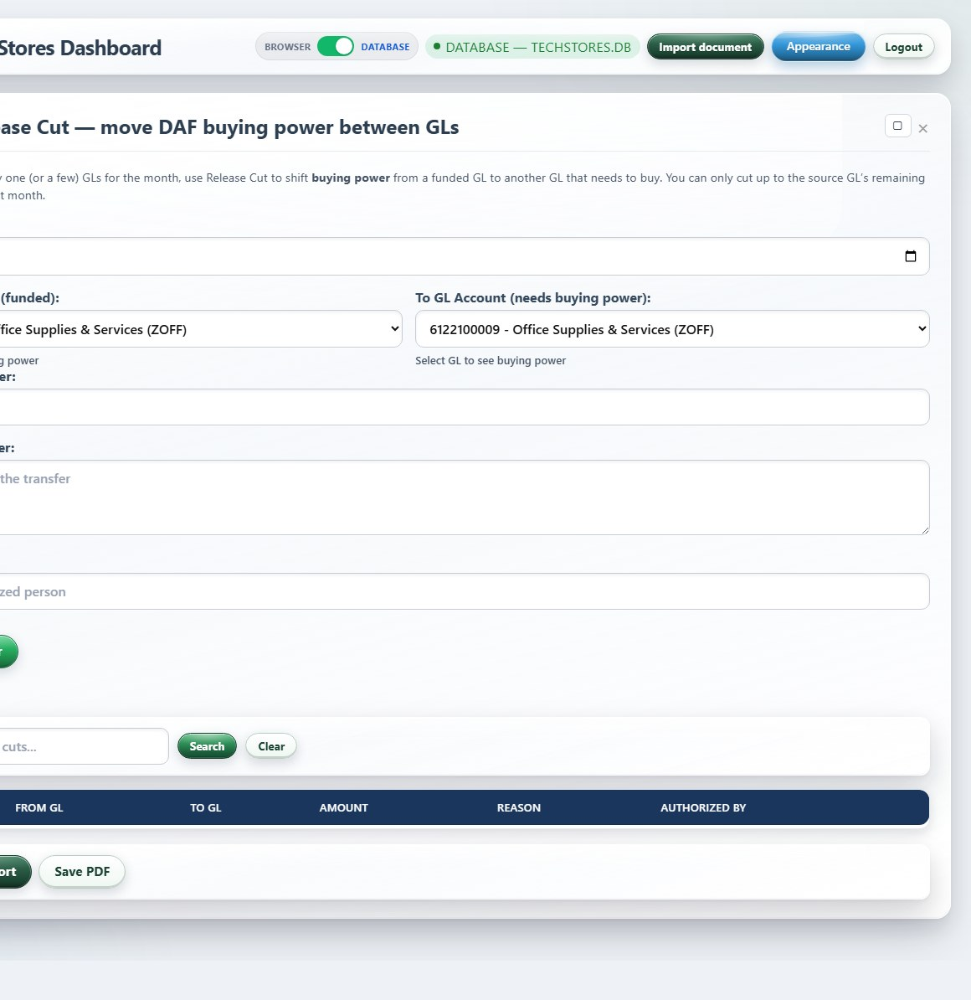 Stores Dashboard
BROWSER DATABASE
DATABASE — TECHSTORES.DB
Import document
Appearance
Logout
ase Cut — move DAF buying power between GLs
×
y one (or a few) GLs for the month, use Release Cut to shift buying power from a funded GL to another GL that needs to buy. You can only cut up to the source GL's remaining
t month.
(funded):
To GL Account (needs buying power):
fice Supplies & Services (ZOFF)
6122100009 - Office Supplies & Services (ZOFF)
g power
Select GL to see buying power
er:
er:
the transfer
zed person
r
cuts...
Search
Clear
FROM GL TO GL AMOUNT REASON AUTHORIZED BY
ort
Save PDF